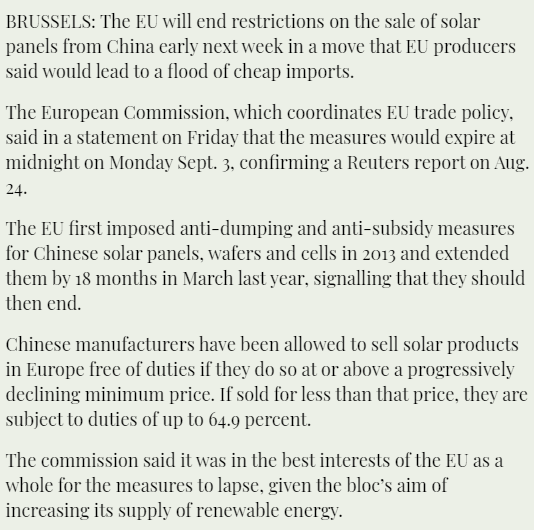 BRUSSELS: The EU will end restrictions on the sale of solar
panels from China early next week in a move that EU producers
said would lead to a flood of cheap imports.
The European Commission, which coordinates EU trade policy,
said in a statement on Friday that the measures would expire at
midnight on Monday Sept. 3, confirming a Reuters report on Aug.
24.
The EU first imposed anti-dumping and anti-subsidy measures
for Chinese solar panels, wafers and cells in 2013 and extended
them by 18 months in March last year, signalling that they should
then end.
Chinese manufacturers have been allowed to sell solar products
in Europe free of duties if they do so at or above a progressively
declining minimum price. If sold for less than that price, they are
subject to duties of up to 64.9 percent.
The commission said it was in the best interests of the EU as a
whole for the measures to lapse, given the bloc’s aim of
increasing its supply of renewable energy.